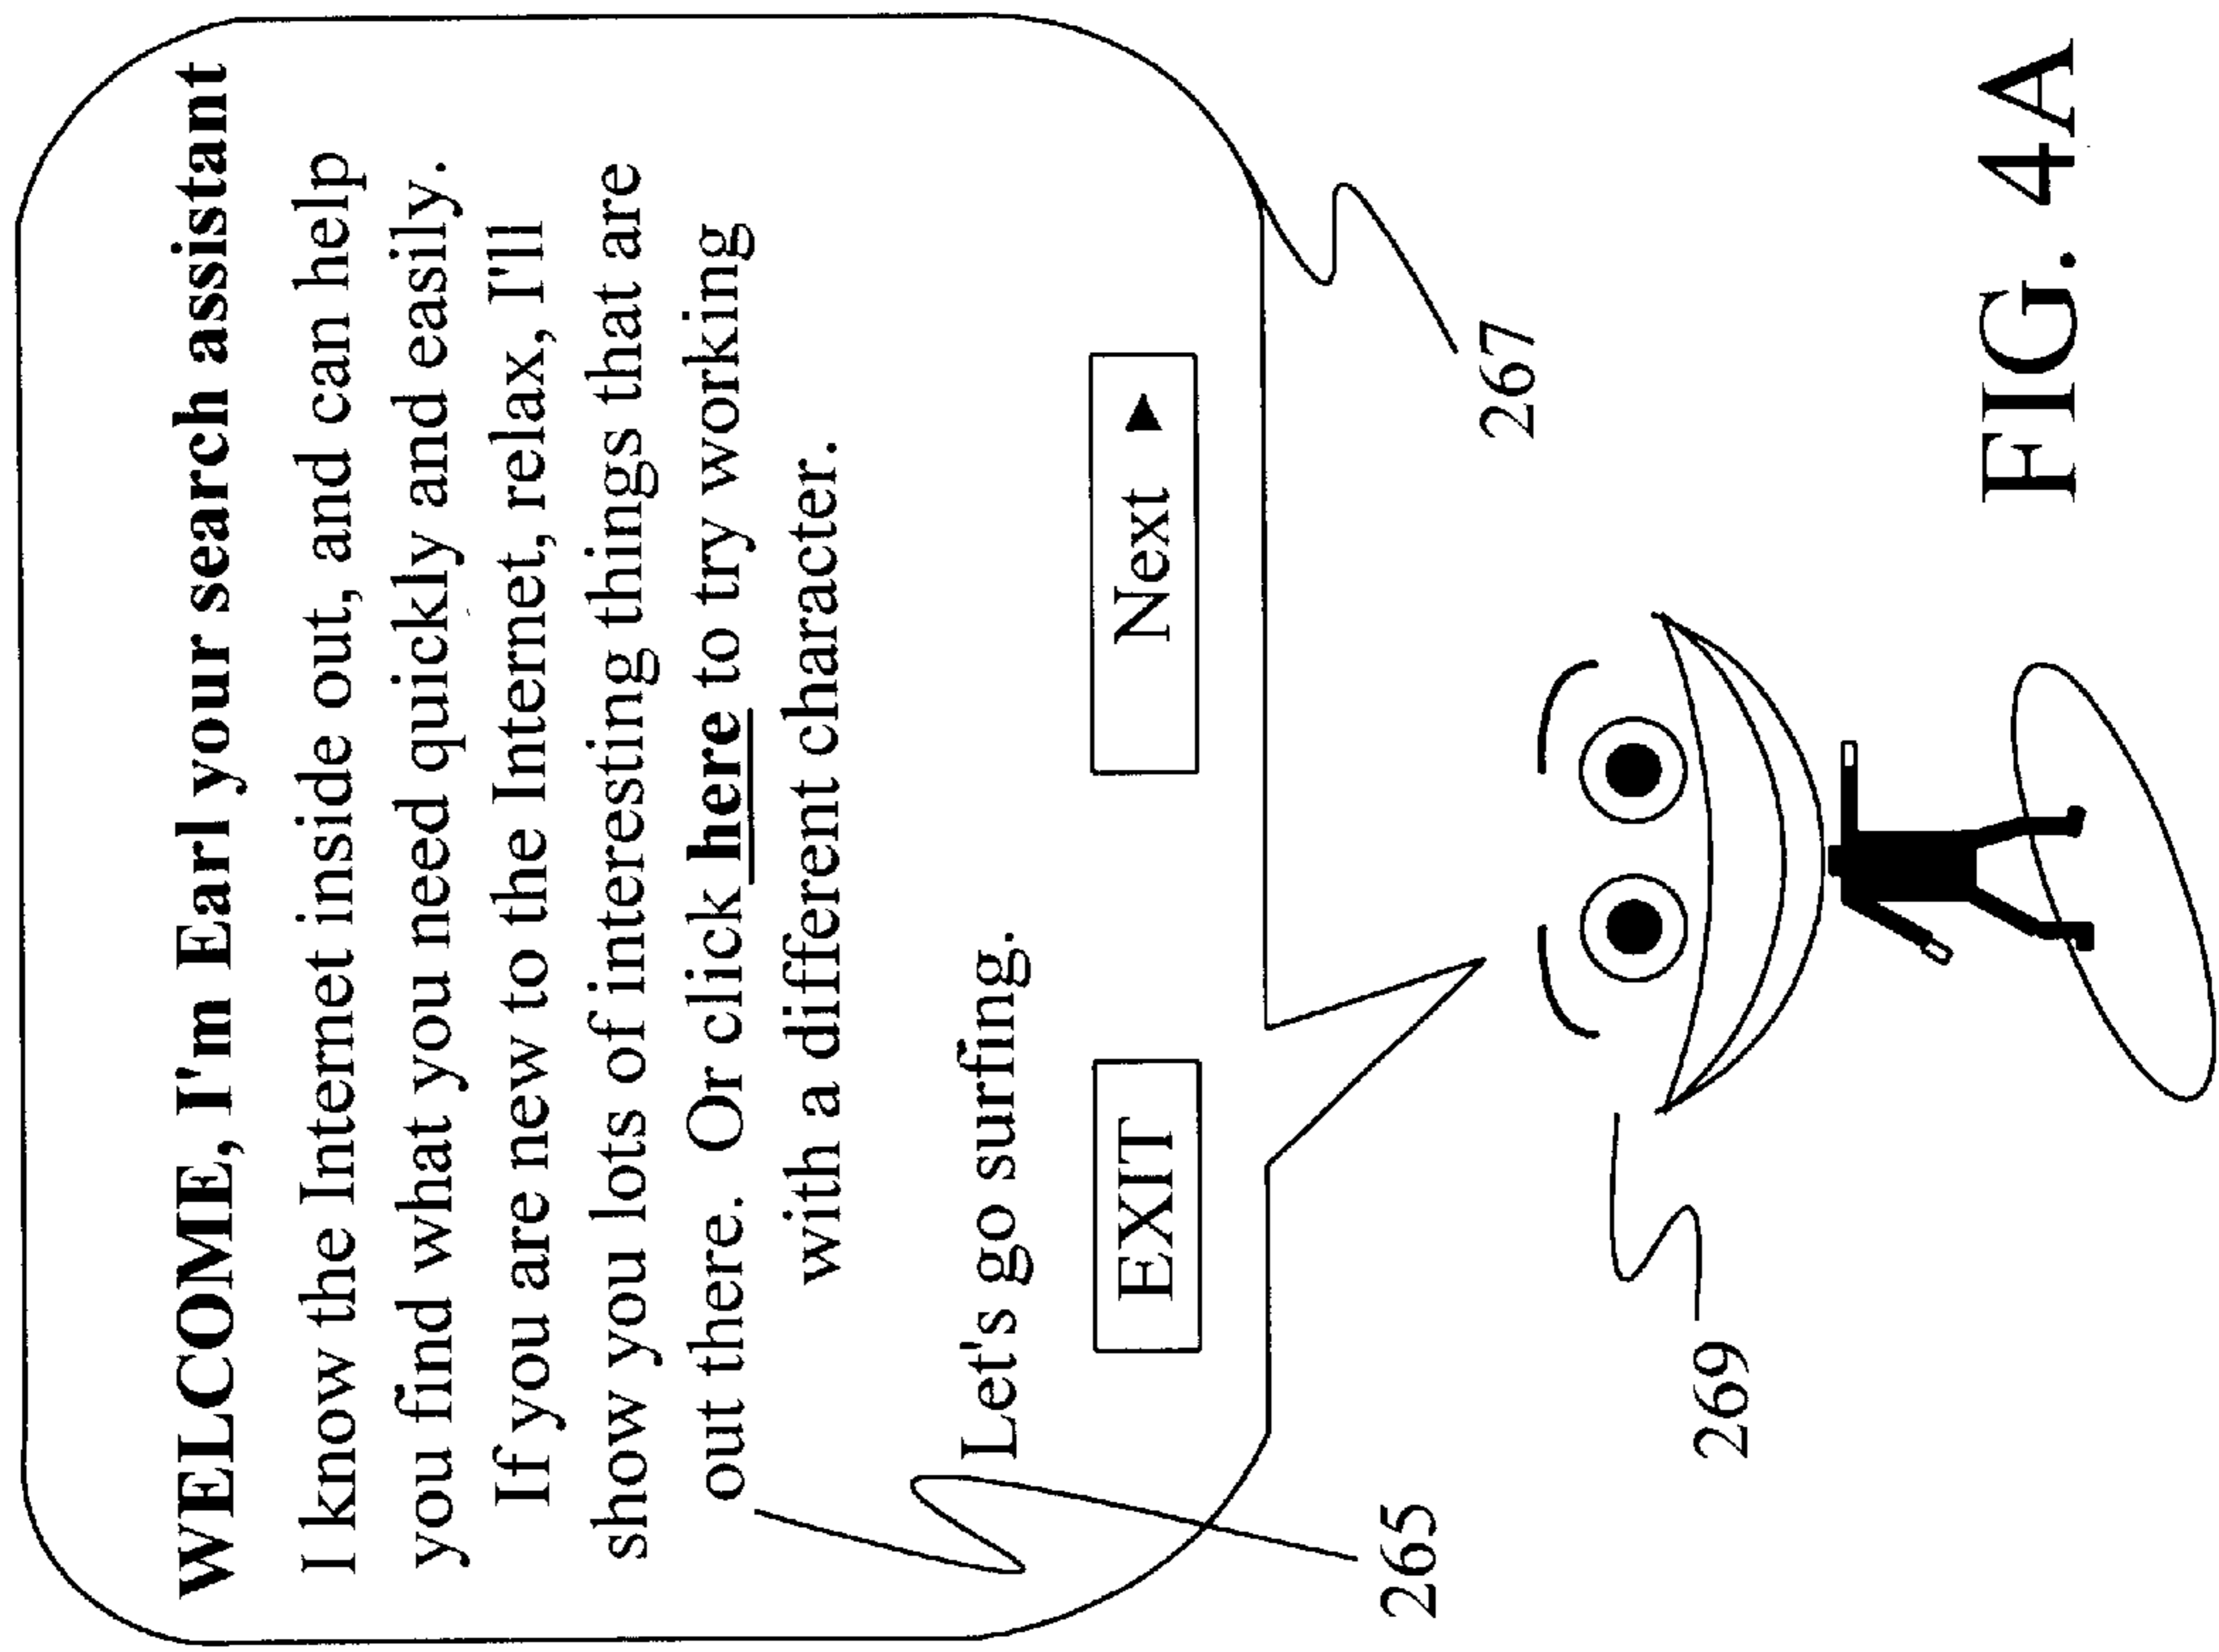 WELCOME, I'm Earl your search assistant
I know the Internet inside out, and can help
you find what you need quickly and easily.
If you are new to the Internet, relax, I'll
show you lots of interesting things that are
out there. Or click here to try working
with a different character.
Let's go surfing.
EXIT
Next ▶
265
267
269
FIG. 4A